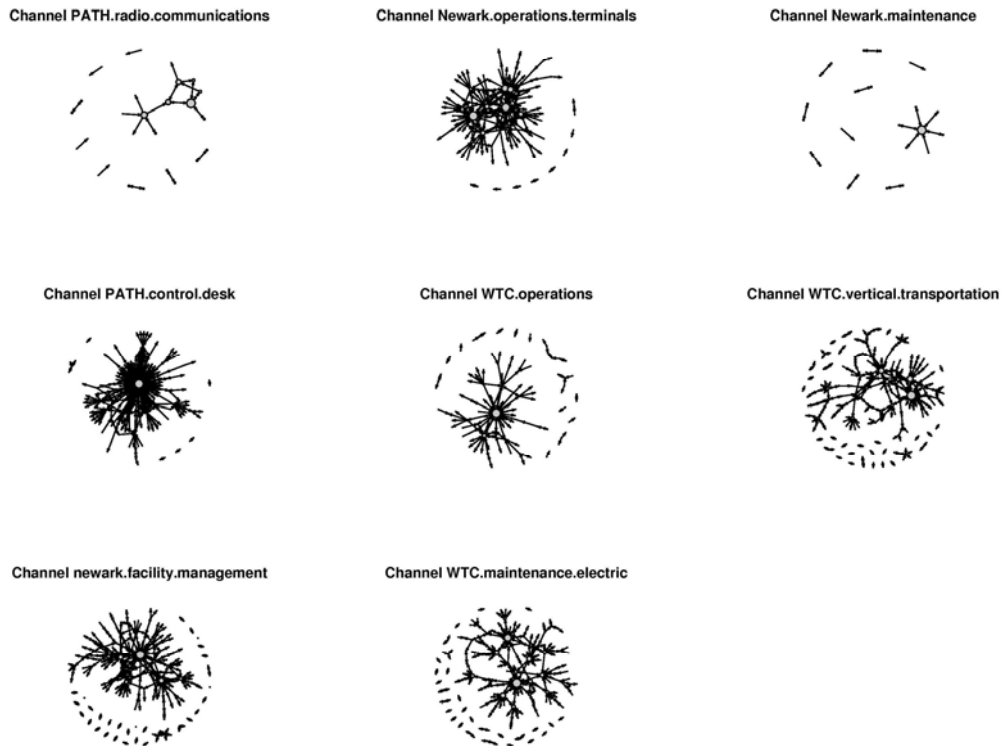 Channel PATH.radio.communications
Channel Newark.operations.terminals
Channel Newark.maintenance
Channel PATH.control.desk
Channel WTC.operations
Channel WTC.vertical.transportation
Channel newark.facility.management
Channel WTC.maintenance.electric